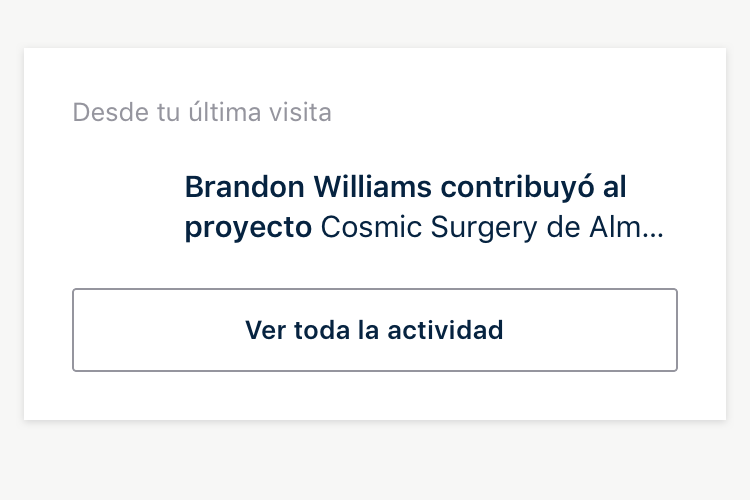 Desde tu última visita
Brandon Williams contribuyó al
proyecto Cosmic Surgery de Alm...
Ver toda la actividad